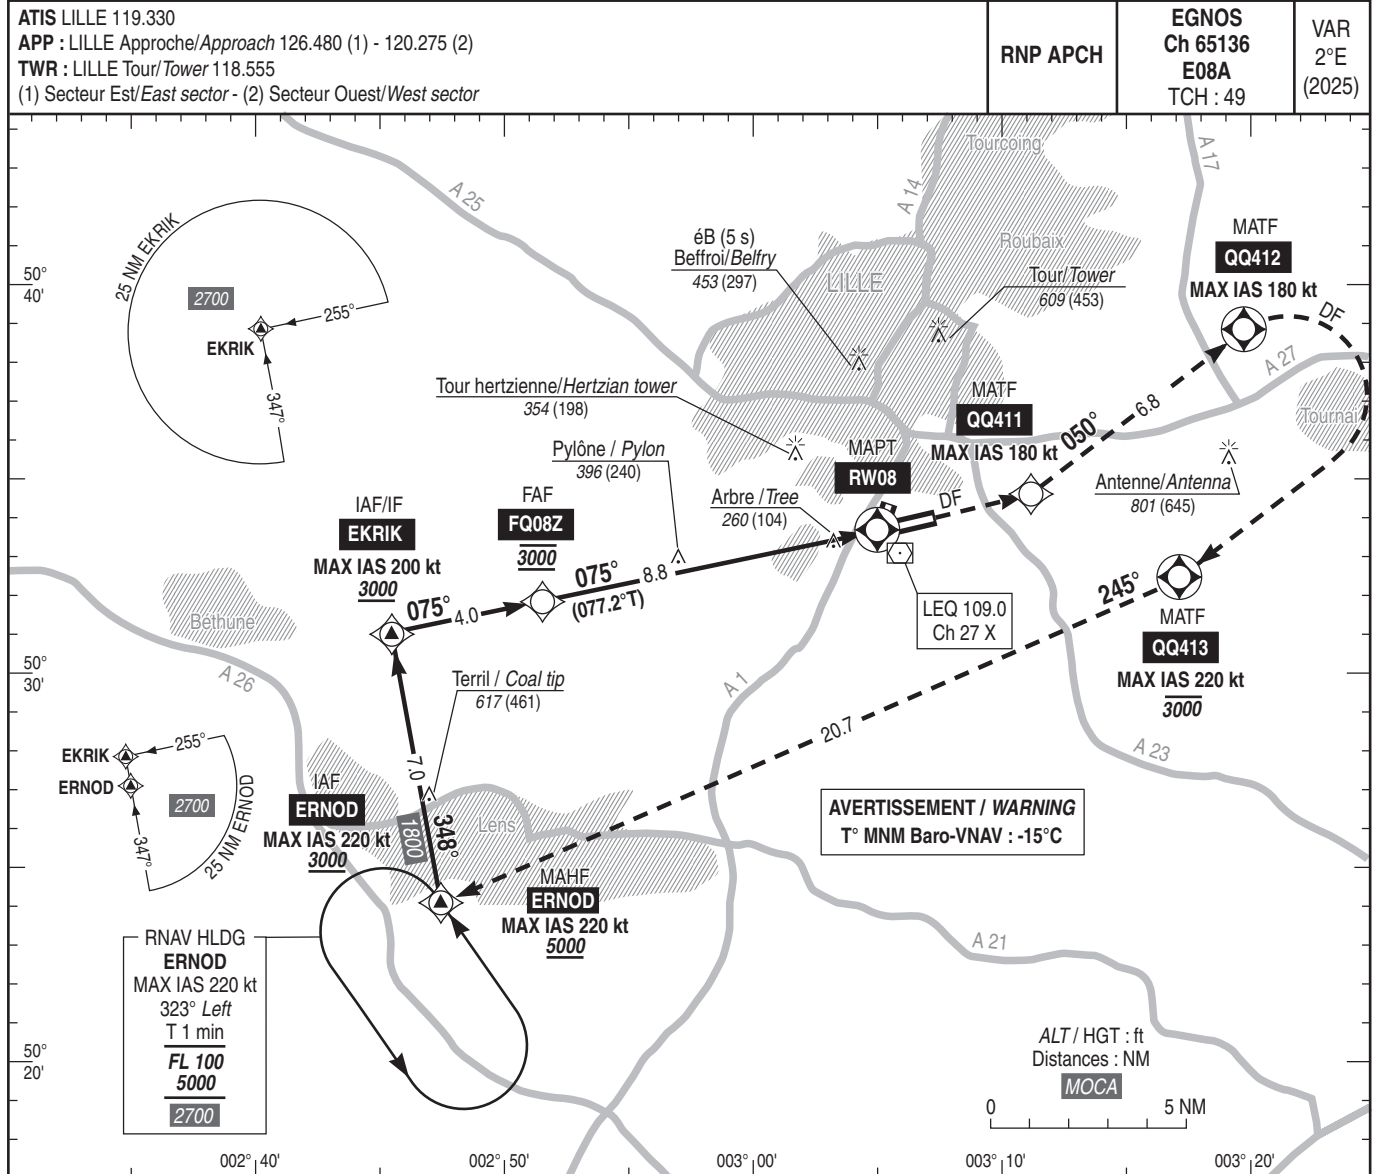 ATIS LILLE 119.330
APP : LILLE Approche/Approach 126.480 (1) - 120.275 (2)
TWR : LILLE Tour/Tower 118.555
(1) Secteur Est/East sector - (2) Secteur Ouest/West sector
RNP APCH
EGNOS
Ch 65136
E08A
TCH : 49
VAR
2°E
(2025)
Tourcoing
A 17
A 14
A 25
25 NM EKRIK
2700
255°
EKRIK
347°
50°
40'
éB (5 s)
Beffroi/Belfry
453 (297)
LILLE
Roubaix
Tour/Tower
609 (453)
MATF
QQ412
MAX IAS 180 kt
DF
A 27
Tournai
Tour hertzienne/Hertzian tower
354 (198)
MATF
QQ411
MAX IAS 180 kt
050°
6.8
Pylône / Pylon
396 (240)
MAPT
RW08
DF
Antenne/Antenna
801 (645)
Arbre /Tree
260 (104)
IAF/IF
EKRIK
MAX IAS 200 kt
3000
FAF
FQ08Z
3000
075°
4.0
075°
(077.2°T)
8.8
LEQ 109.0
Ch 27 X
245°
MATF
QQ413
MAX IAS 220 kt
3000
Béthune
A 26
50°
30'
Terril / Coal tip
617 (461)
A 1
20.7
A 23
EKRIK
255°
ERNOD
2700
347°
25 NM ERNOD
IAF
ERNOD
MAX IAS 220 kt
3000
7.0
1800
348°
Lens
AVERTISSEMENT / WARNING
T° MNM Baro-VNAV : -15°C
MAHF
ERNOD
MAX IAS 220 kt
5000
A 21
RNAV HLDG
ERNOD
MAX IAS 220 kt
323° Left
T 1 min
FL 100
5000
2700
50°
20'
ALT / HGT : ft
Distances : NM
MOCA
0 5 NM
002°40' 002°50' 003°00' 003°10' 003°20'